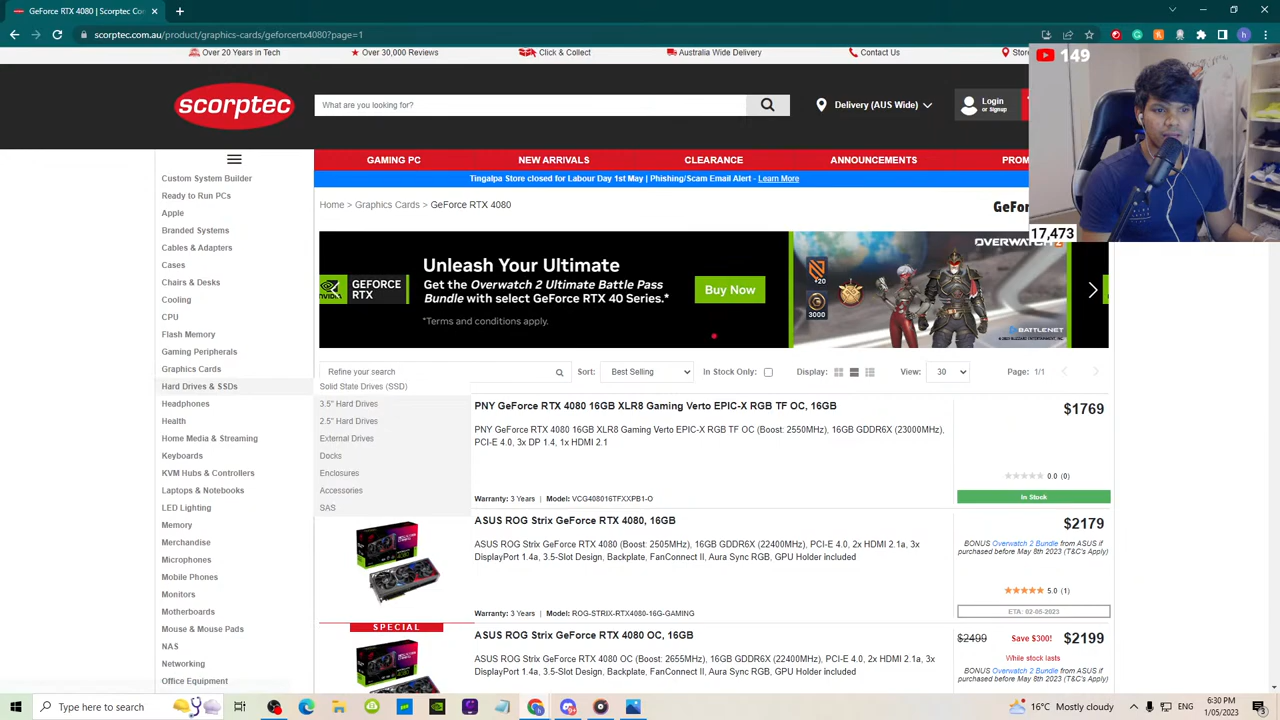 scorptec.com.au/product/graphics-cards/geforcertx4080?page=1
Over 20 Years in Tech
Over 30,000 Reviews
Click & Collect
Australia Wide Delivery
Contact Us
149
scorptec
What are you looking for?
Delivery (AUS Wide)
Login
or Signup
GAMING PC
NEW ARRIVALS
CLEARANCE
ANNOUNCEMENTS
Tingalpa Store closed for Labour Day 1st May | Phishing/Scam Email Alert - Learn More
Home > Graphics Cards > GeForce RTX 4080
17,473
Custom System Builder
Ready to Run PCs
Apple
Branded Systems
Cables & Adapters
Cases
Chairs & Desks
Cooling
CPU
Flash Memory
Gaming Peripherals
Graphics Cards
Hard Drives & SSDs
Headphones
Health
Home Media & Streaming
Keyboards
KVM Hubs & Controllers
Laptops & Notebooks
LED Lighting
Memory
Merchandise
Microphones
Mobile Phones
Monitors
Motherboards
Mouse & Mouse Pads
NAS
Networking
Office Equipment
NVIDIA
GEFORCE
RTX
Unleash Your Ultimate
Get the Overwatch 2 Ultimate Battle Pass
Bundle with select GeForce RTX 40 Series.*
*Terms and conditions apply.
Buy Now
OVERWATCH 2
+20
3000
BATTLENET
Refine your search
Sort:
Best Selling
In Stock Only:
Display:
View:
30
Page: 1/1
Solid State Drives (SSD)
3.5" Hard Drives
2.5" Hard Drives
External Drives
Docks
Enclosures
Accessories
SAS
PNY GeForce RTX 4080 16GB XLR8 Gaming Verto EPIC-X RGB TF OC, 16GB
PNY GeForce RTX 4080 16GB XLR8 Gaming Verto EPIC-X RGB TF OC (Boost: 2550MHz), 16GB GDDR6X (23000MHz),
PCI-E 4.0, 3x DP 1.4, 1x HDMI 2.1
Warranty: 3 Years | Model: VCG408016TFXXPB1-O
$1769
0.0 (0)
In Stock
ASUS ROG Strix GeForce RTX 4080, 16GB
ASUS ROG Strix GeForce RTX 4080 (Boost: 2505MHz), 16GB GDDR6X (22400MHz), PCI-E 4.0, 2x HDMI 2.1a, 3x
DisplayPort 1.4a, 3.5-Slot Design, Backplate, FanConnect II, Aura Sync RGB, GPU Holder included
Warranty: 3 Years | Model: ROG-STRIX-RTX4080-16G-GAMING
$2179
BONUS Overwatch 2 Bundle from ASUS if
purchased before May 8th 2023 (T&C's Apply)
5.0 (1)
ETA: 02-05-2023
SPECIAL
ASUS ROG Strix GeForce RTX 4080 OC, 16GB
ASUS ROG Strix GeForce RTX 4080 OC (Boost: 2655MHz), 16GB GDDR6X (22400MHz), PCI-E 4.0, 2x HDMI 2.1a, 3x
DisplayPort 1.4a, 3.5-Slot Design, Backplate, FanConnect II, Aura Sync RGB, GPU Holder included
$2499
Save $300!
$2199
While stock lasts
BONUS Overwatch 2 Bundle from ASUS if
purchased before May 8th 2023 (T&C's Apply)
Type here to search
16°C Mostly cloudy
ENG
6:30 PM
1/05/2023